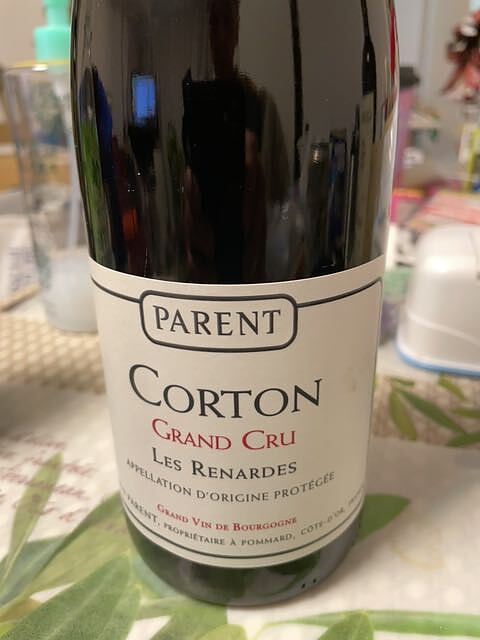 PARENT
CORTON
GRAND CRU
LES RENARDES
APPELLATION D'ORIGINE PROTÉGÉE
GRAND VIN DE BOURGOGNE
PARENT, PROPRIÉTAIRE À POMMARD, CÔTE-D'OR,